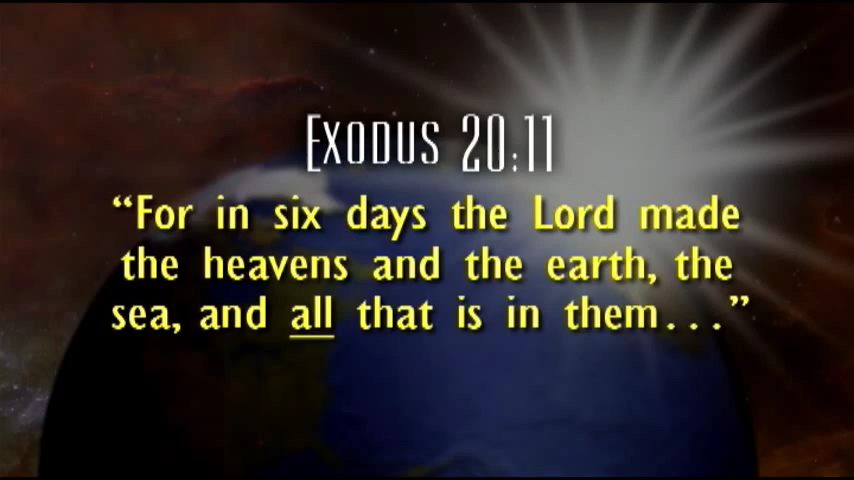 Exodus 20:11
“For in six days the Lord made
the heavens and the earth, the
sea, and all that is in them...”